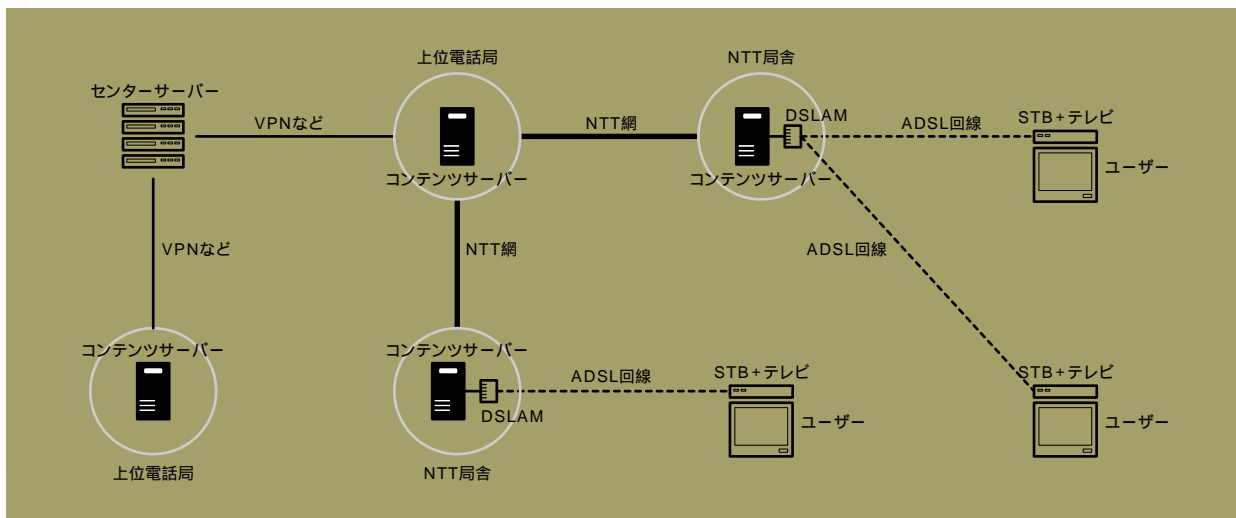 上位電話局
NTT局舎
センターサーバー
VPNなど
NTT網
DSLAM
ADSL回線
STB+テレビ
コンテンツサーバー
コンテンツサーバー
ユーザー
VPNなど
NTT網
ADSL回線
コンテンツサーバー
コンテンツサーバー
ADSL回線
STB+テレビ
STB+テレビ
DSLAM
ユーザー
ユーザー
上位電話局
NTT局舎